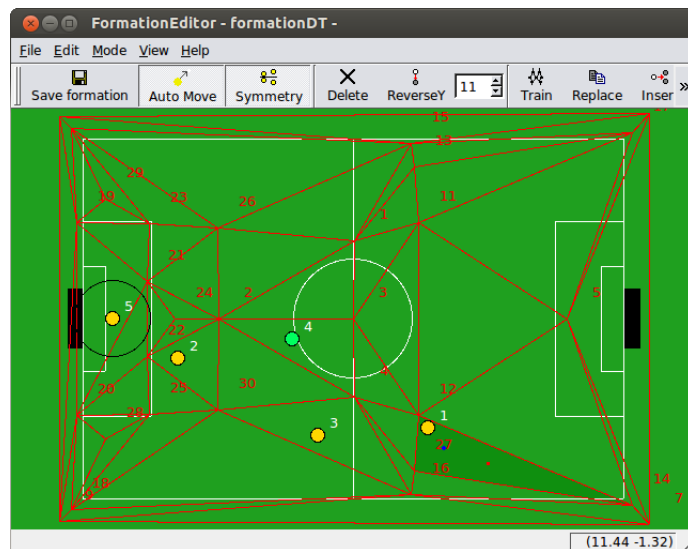 FormationEditor - formationDT -
File Edit Mode View Help
Save formation Auto Move Symmetry Delete ReverseY 11 Train Replace Inser »
15
13
29
19 23 26 11
1
21
24 2 3 5
5
4
22
2
20 25 30 4 12
28 3 1
27
16
18 14
9 7
(11.44 -1.32)